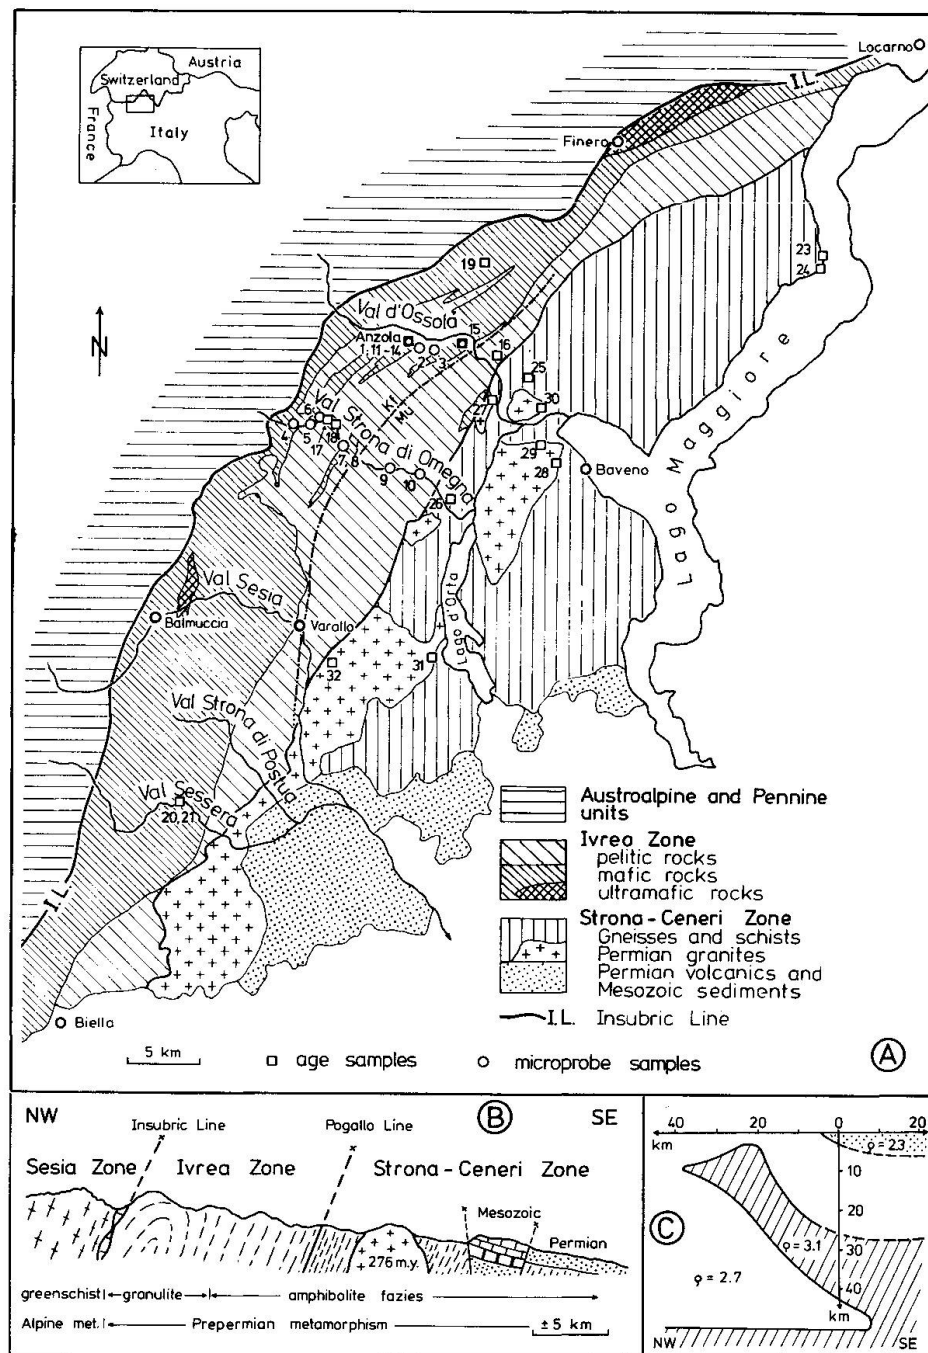 Austria
Switzerland
France
Italy
Locarno
I.L.
Finero
N
19
Val d'Ossola
Anzola
1, 11-14
2
3
15
16
23
24
25
30
27
Kf
Mu
Val Strona di Omegna
4
5
6
17
18
7,
8
9
10
26
29
28
Baveno
Lago Maggiore
Val Sesia
Balmuccia
Varallo
Lago d'Orta
32
31
Val Strona di Postua
Val Sessera
20, 21
I.L.
Biella
Austroalpine and Pennine
units
Ivrea Zone
pelitic rocks
mafic rocks
ultramafic rocks
Strona-Ceneri Zone
Gneisses and schists
Permian granites
Permian volcanics and
Mesozoic sediments
I.L. Insubric Line
5 km
age samples
microprobe samples
A
NW
B
SE
Insubric Line
Pogallo Line
Sesia Zone
Ivrea Zone
Strona-Ceneri Zone
Mesozoic
Permian
276 m.y.
greenschist
granulite
amphibolite fazies
Alpine met.
Prepermian metamorphism
± 5 km
40 20 0 20
km
ρ = 2.3
10
20
C
ρ = 3.1
30
ρ = 2.7
40
km
NW
SE